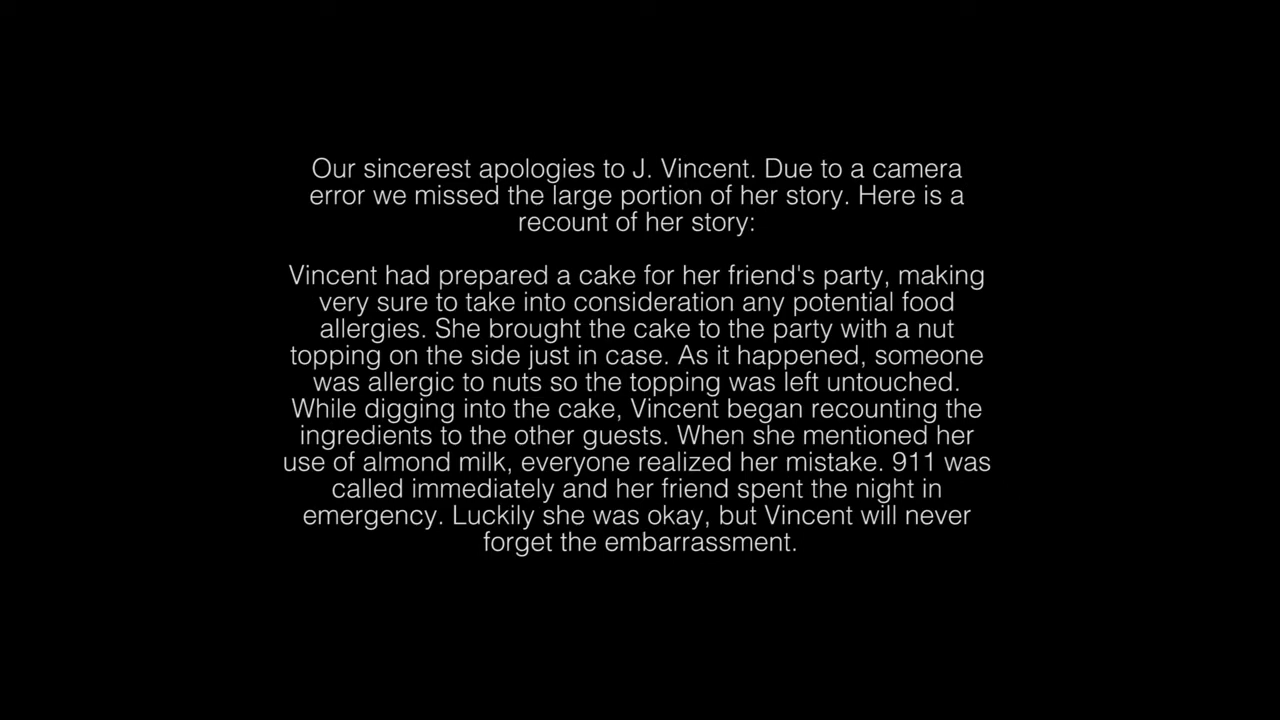 Our sincerest apologies to J. Vincent. Due to a camera
error we missed the large portion of her story. Here is a
recount of her story:
Vincent had prepared a cake for her friend's party, making
very sure to take into consideration any potential food
allergies. She brought the cake to the party with a nut
topping on the side just in case. As it happened, someone
was allergic to nuts so the topping was left untouched.
While digging into the cake, Vincent began recounting the
ingredients to the other guests. When she mentioned her
use of almond milk, everyone realized her mistake. 911 was
called immediately and her friend spent the night in
emergency. Luckily she was okay, but Vincent will never
forget the embarrassment.